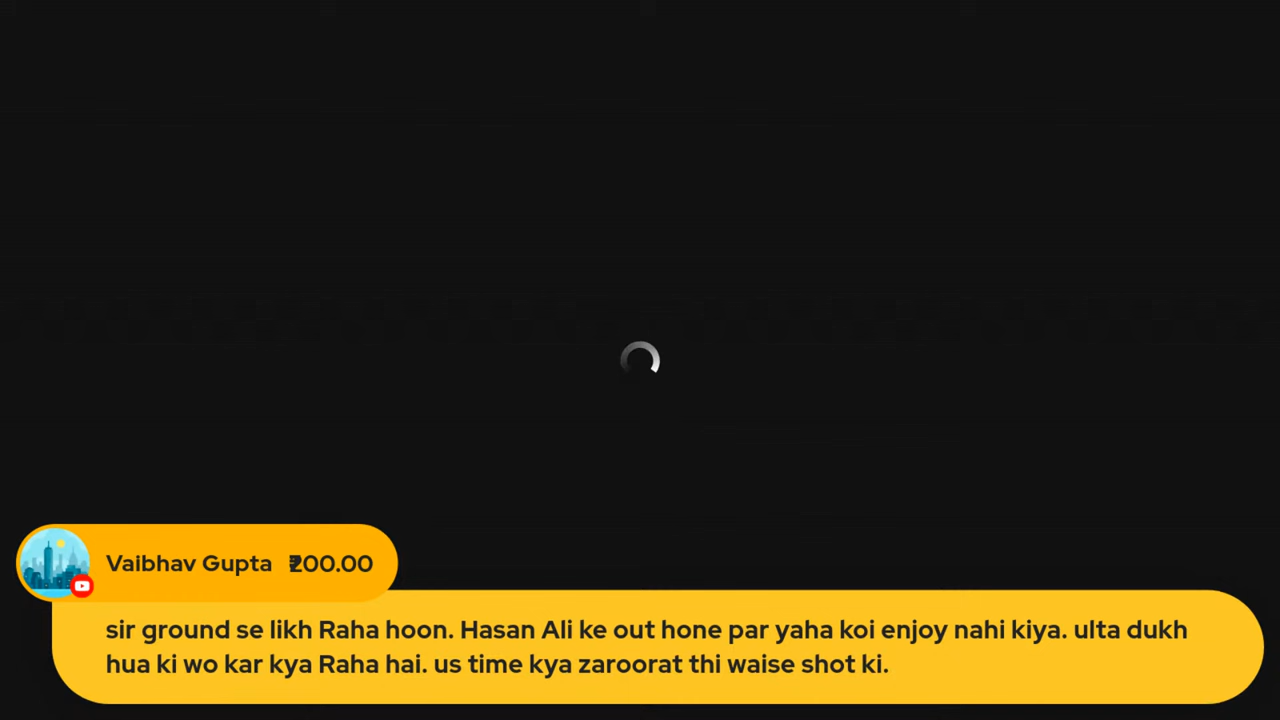 Vaibhav Gupta ₹200.00
sir ground se likh Raha hoon. Hasan Ali ke out hone par yaha koi enjoy nahi kiya. ulta dukh
hua ki wo kar kya Raha hai. us time kya zaroorat thi waise shot ki.